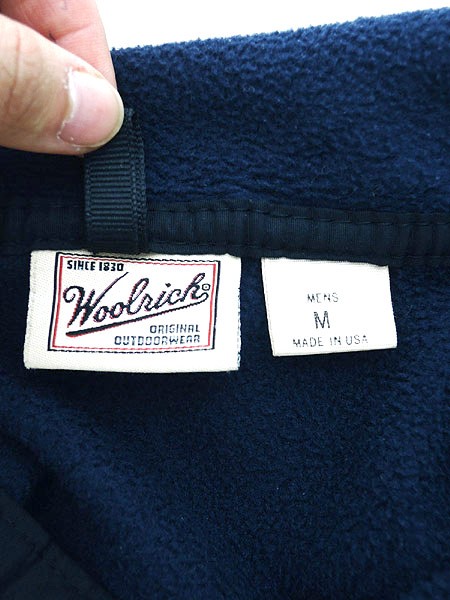 SINCE 1830
Woolrich®
ORIGINAL
OUTDOORWEAR
MENS
M
MADE IN USA